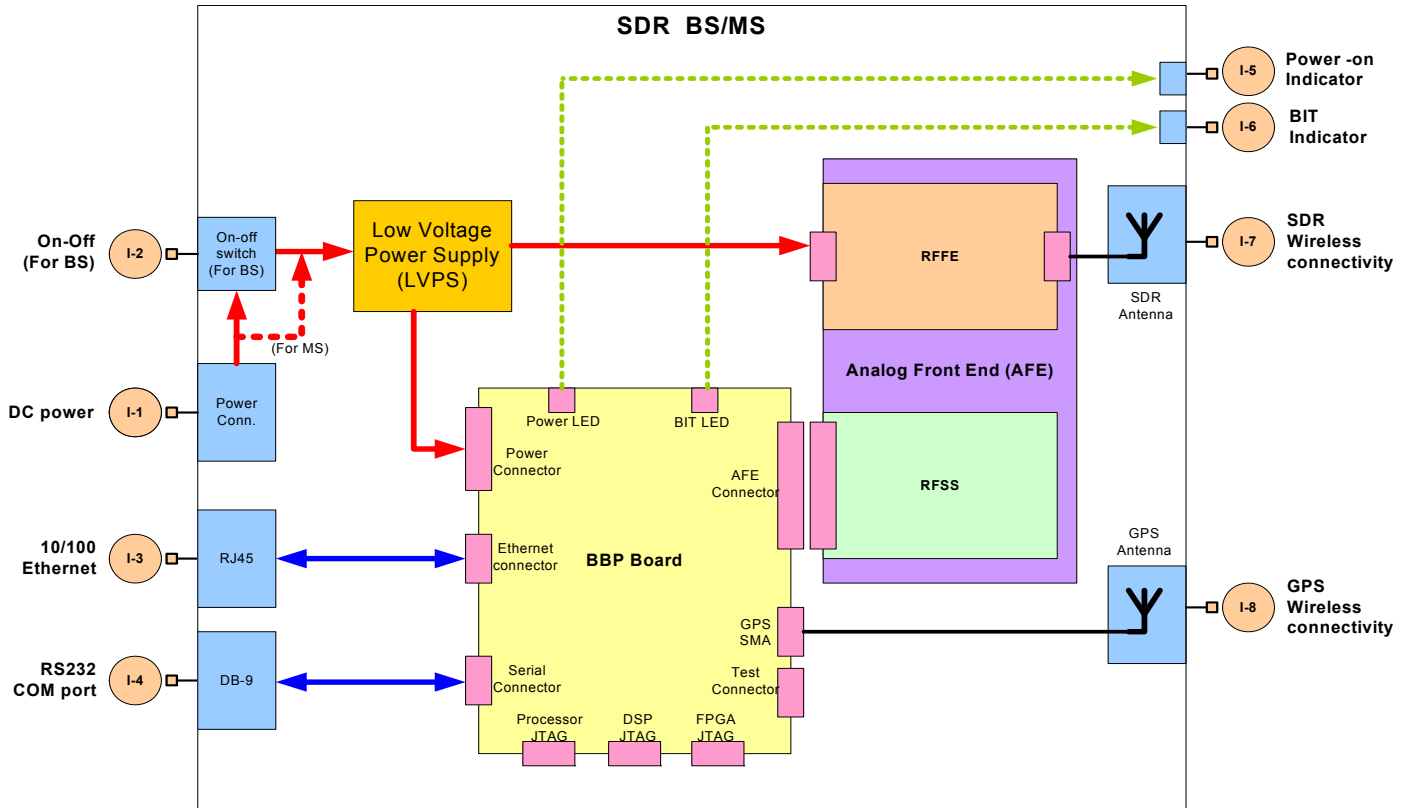 SDR BS/MS
I-5
Power -on
Indicator
I-6
BIT
Indicator
On-Off
(For BS)
I-2
On-off
switch
(For BS)
Low Voltage
Power Supply
(LVPS)
RFFE
SDR
Antenna
I-7
SDR
Wireless
connectivity
(For MS)
Analog Front End (AFE)
DC power
I-1
Power
Conn.
Power LED
BIT LED
Power
Connector
AFE
Connector
RFSS
10/100
Ethernet
I-3
RJ45
Ethernet
connector
BBP Board
GPS
Antenna
I-8
GPS
Wireless
connectivity
GPS
SMA
RS232
COM port
I-4
DB-9
Serial
Connector
Test
Connector
Processor
JTAG
DSP
JTAG
FPGA
JTAG